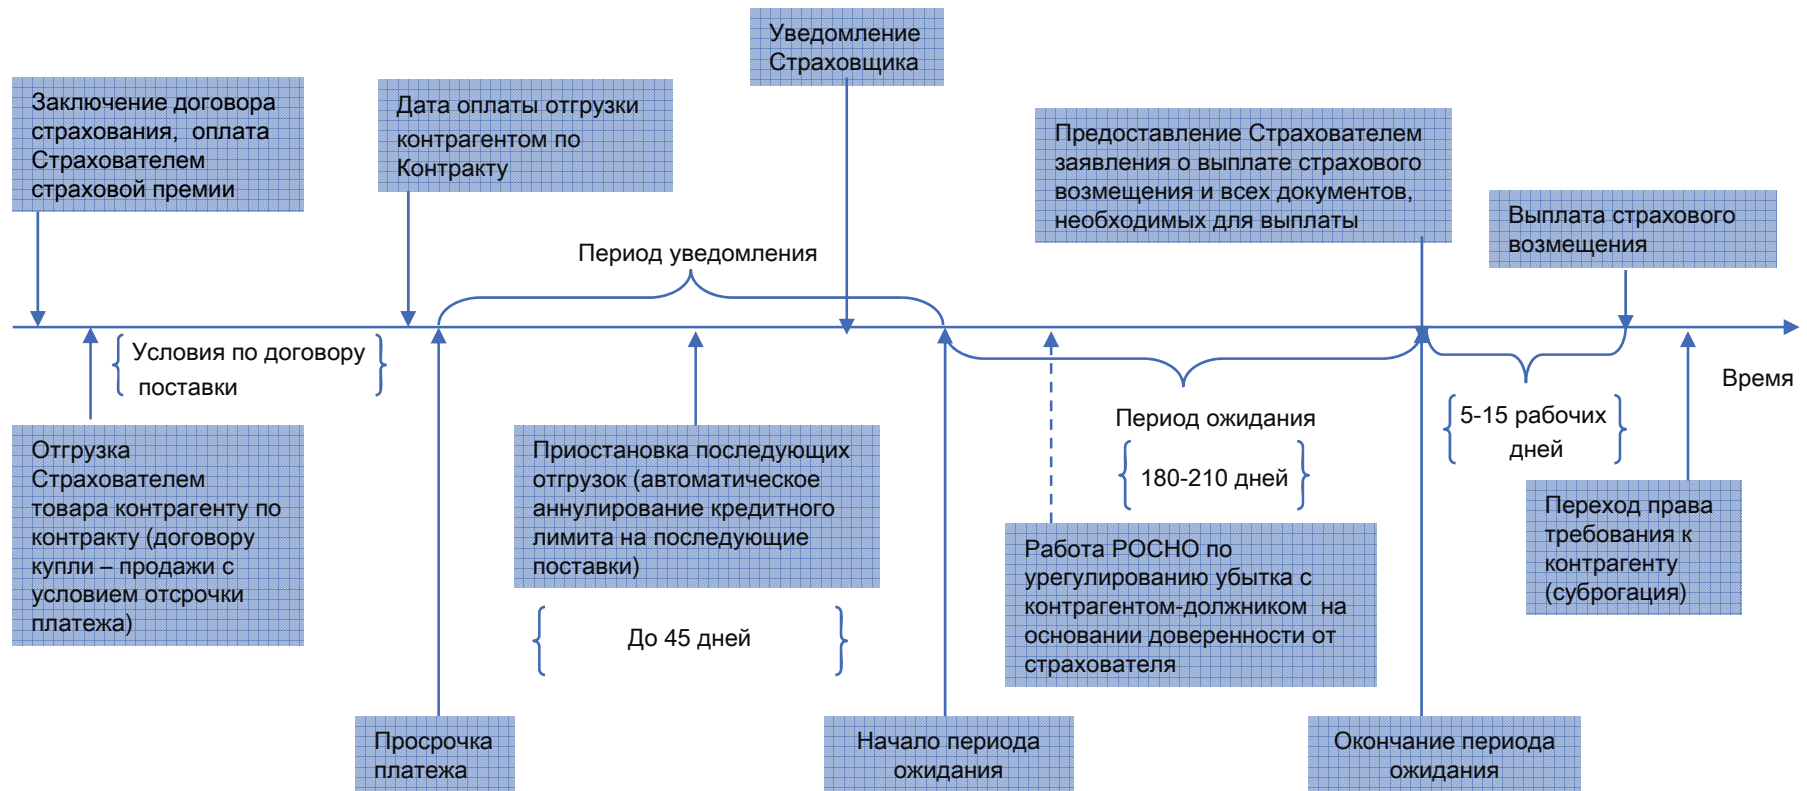 Уведомление
Страховщика
Заключение договора
страхования, оплата
Страхователем
страховой премии
Дата оплаты отгрузки
контрагентом по
Контракту
Предоставление Страхователем
заявления о выплате страхового
возмещения и всех документов,
необходимых для выплаты
Выплата страхового
возмещения
Период уведомления
Условия по договору
поставки
Время
Период ожидания
180-210 дней
5-15 рабочих
дней
Отгрузка
Страхователем
товара контрагенту по
контракту (договору
купли – продажи с
условием отсрочки
платежа)
Приостановка последующих
отгрузок (автоматическое
аннулирование кредитного
лимита на последующие
поставки)
До 45 дней
Работа РОСНО по
урегулированию убытка с
контрагентом-должником на
основании доверенности от
страхователя
Переход права
требования к
контрагенту
(суброгация)
Просрочка
платежа
Начало периода
ожидания
Окончание периода
ожидания